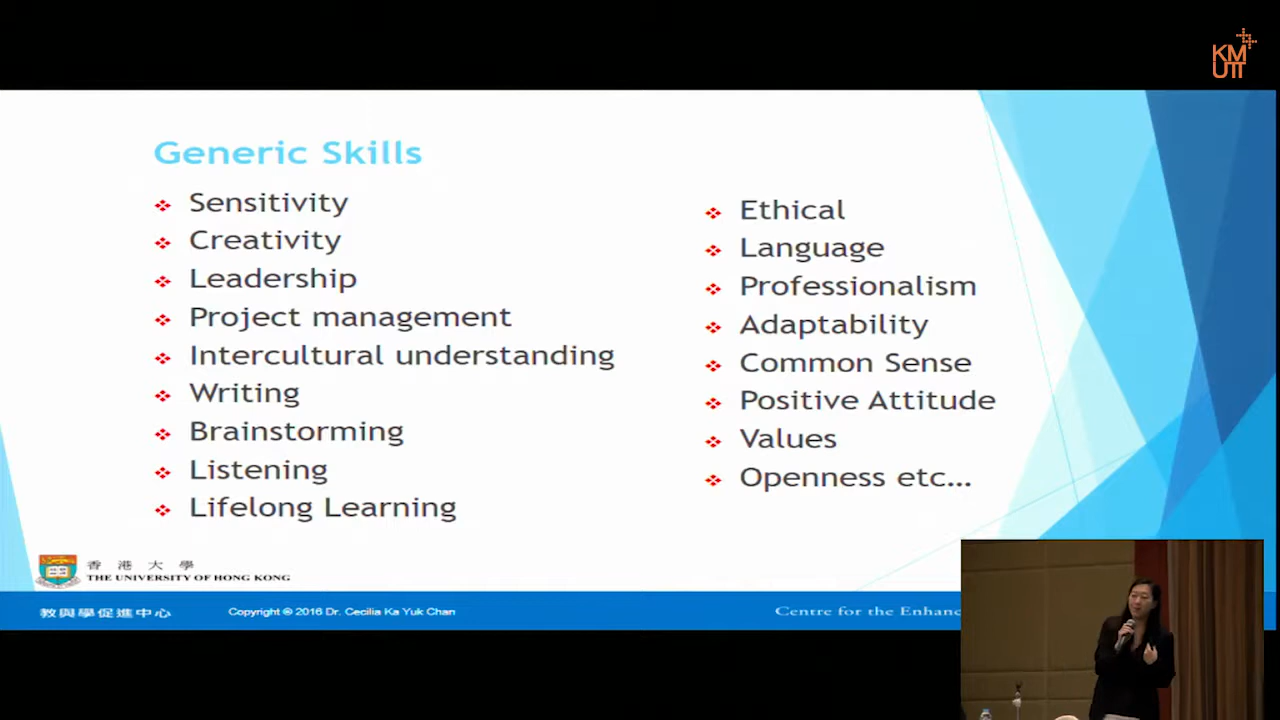 KM
UTT
Generic Skills
Sensitivity
Creativity
Leadership
Project management
Intercultural understanding
Writing
Brainstorming
Listening
Lifelong Learning
Ethical
Language
Professionalism
Adaptability
Common Sense
Positive Attitude
Values
Openness etc...
香港大學
THE UNIVERSITY OF HONG KONG
教與學促進中心
Copyright © 2016 Dr. Cecilia Ka Yuk Chan
Centre for the Enhanc